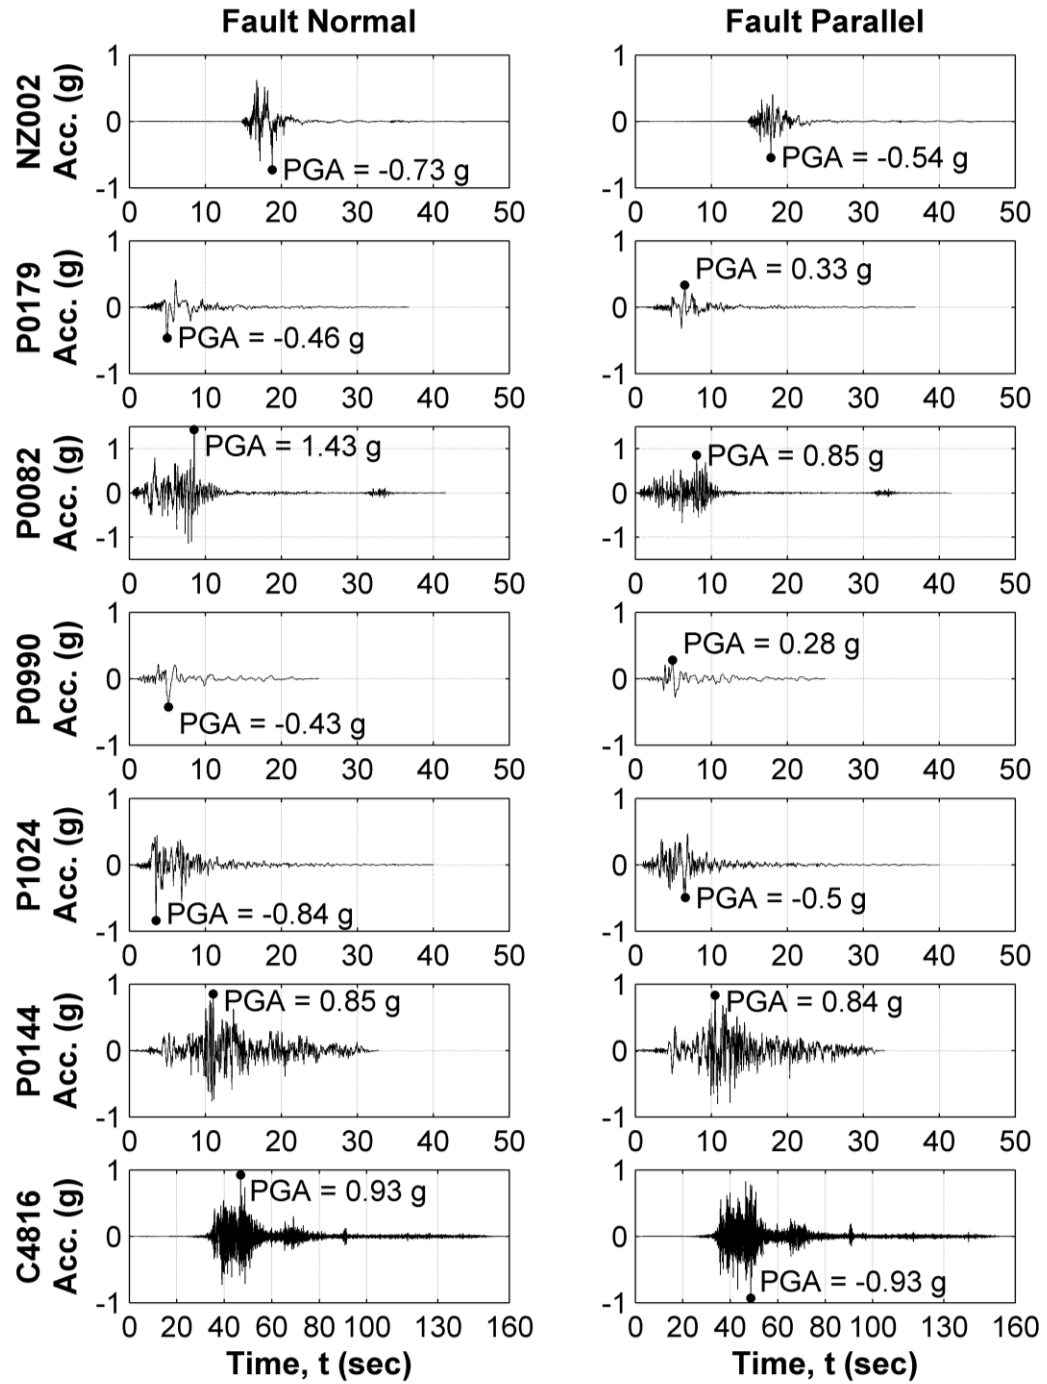 Fault Normal
Fault Parallel
NZ002
Acc. (g)
1
0
-1
PGA = -0.73 g
0 10 20 30 40 50
PGA = -0.54 g
1
0
-1
0 10 20 30 40 50
P0179
Acc. (g)
1
0
-1
PGA = -0.46 g
0 10 20 30 40 50
1
0
-1
PGA = 0.33 g
0 10 20 30 40 50
P0082
Acc. (g)
1
0
-1
PGA = 1.43 g
0 10 20 30 40 50
1
0
-1
PGA = 0.85 g
0 10 20 30 40 50
P0990
Acc. (g)
1
0
-1
PGA = -0.43 g
0 10 20 30 40 50
1
0
-1
PGA = 0.28 g
0 10 20 30 40 50
P1024
Acc. (g)
1
0
-1
PGA = -0.84 g
0 10 20 30 40 50
1
0
-1
PGA = -0.5 g
0 10 20 30 40 50
P0144
Acc. (g)
1
0
-1
PGA = 0.85 g
0 10 20 30 40 50
1
0
-1
PGA = 0.84 g
0 10 20 30 40 50
C4816
Acc. (g)
1
0
-1
PGA = 0.93 g
0 20 40 60 80 100 130 160
Time, t (sec)
1
0
-1
PGA = -0.93 g
0 20 40 60 80 100 130 160
Time, t (sec)